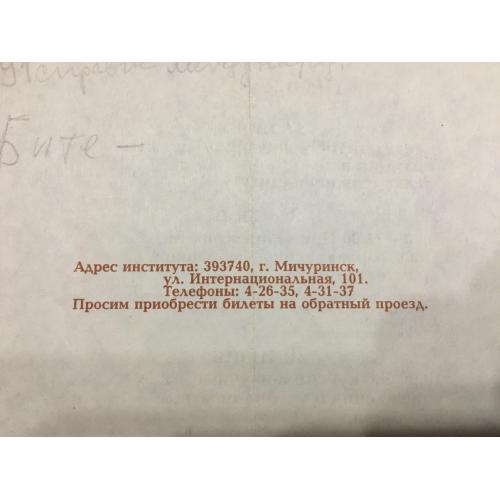 Бите —
Адрес института: 393740, г. Мичуринск,
ул. Интернациональная, 101.
Телефоны: 4-26-35, 4-31-37
Просим приобрести билеты на обратный проезд.